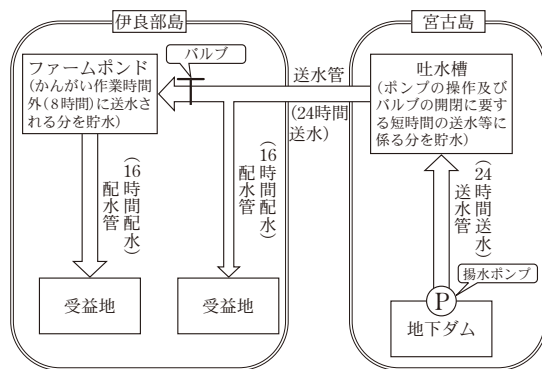 伊良部島
宮古島
バルブ
ファームポンド
(かんがい作業時間
外(8時間)に送水さ
れる分を貯水)
送水管
(24時間
送水)
吐水槽
(ポンプの操作及び
バルブの開閉に要す
る短時間の送水等に
係る分を貯水)
(16時間配水)
配水管
(16時間配水)
配水管
(24時間送水)
送水管
揚水ポンプ
P
受益地
受益地
地下ダム